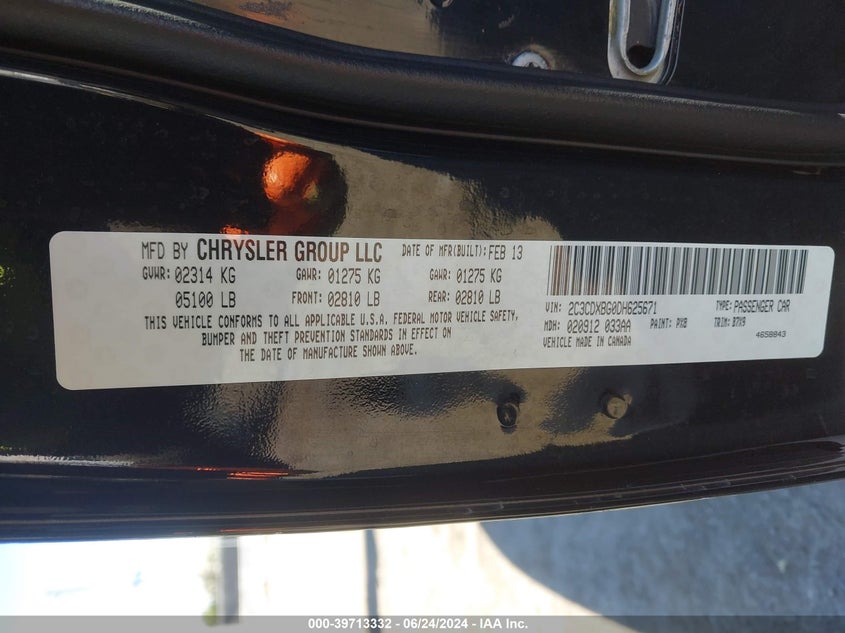 MFD BY CHRYSLER GROUP LLC DATE OF MFR(BUILT): FEB 13
GVWR: 02314 KG GAWR: 01275 KG GAWR: 01275 KG
05100 LB FRONT: 02810 LB REAR: 02810 LB
THIS VEHICLE CONFORMS TO ALL APPLICABLE U.S.A. FEDERAL MOTOR VEHICLE SAFETY,
BUMPER AND THEFT PREVENTION STANDARDS IN EFFECT ON
THE DATE OF MANUFACTURE SHOWN ABOVE.
VIN: 2C3CDXBG0DH625671 TYPE: PASSENGER CAR
MDH: 020912 033AA PAINT: PX8 TRIM: B7X9
VEHICLE MADE IN CANADA 4658843
000-39713332 - 06/24/2024 - IAA Inc.